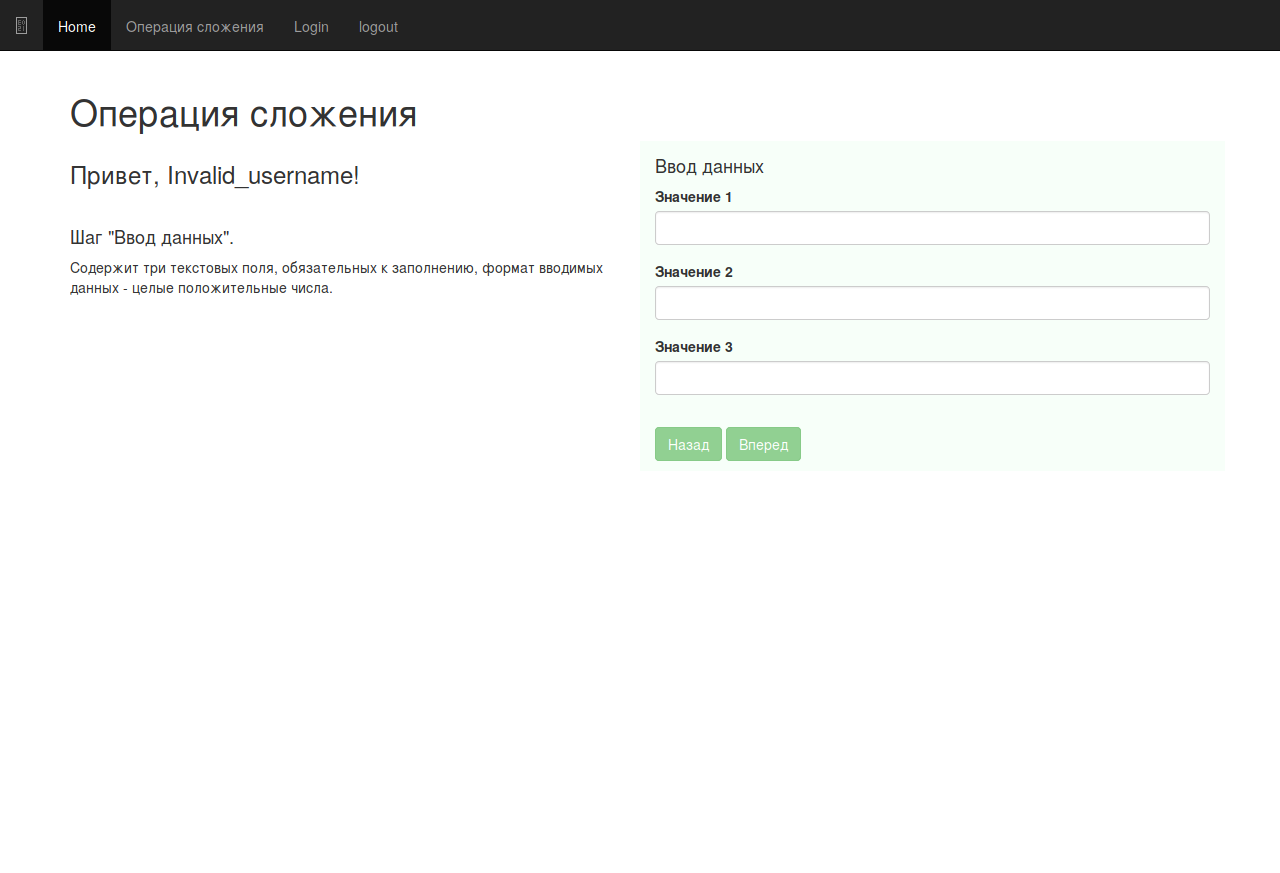 Home Операция сложения Login logout
Операция сложения
Привет, Invalid_username!
Шаг "Ввод данных".
Содержит три текстовых поля, обязательных к заполнению, формат вводимых
данных - целые положительные числа.
Ввод данных
Значение 1
Значение 2
Значение 3
Назад Вперед